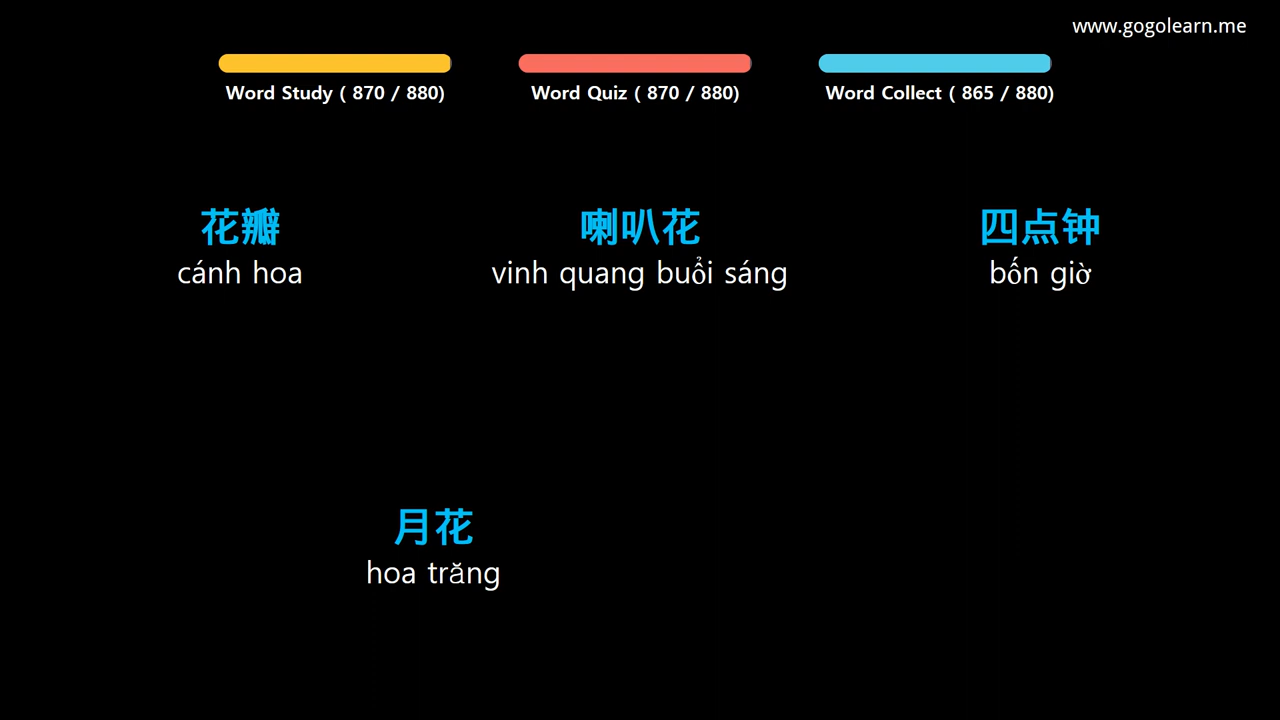 www.gogolearn.me
Word Study ( 870 / 880)
Word Quiz ( 870 / 880)
Word Collect ( 865 / 880)
花瓣
cánh hoa
喇叭花
vinh quang buổi sáng
四点钟
bốn giờ
月花
hoa trăng